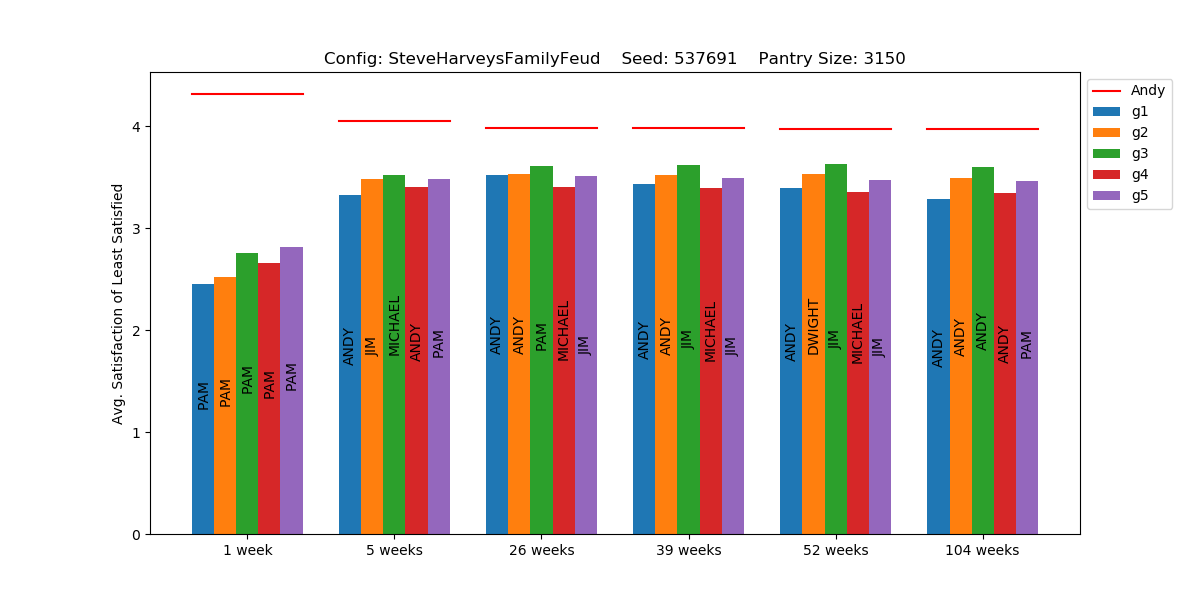 Config: SteveHarveysFamilyFeud    Seed: 537691    Pantry Size: 3150
Avg. Satisfaction of Least Satisfied
4
3
2
1
0
PAM
PAM
PAM
PAM
PAM
ANDY
JIM
MICHAEL
ANDY
PAM
ANDY
ANDY
PAM
MICHAEL
JIM
ANDY
ANDY
JIM
MICHAEL
JIM
ANDY
DWIGHT
JIM
MICHAEL
JIM
ANDY
ANDY
ANDY
ANDY
PAM
1 week
5 weeks
26 weeks
39 weeks
52 weeks
104 weeks
Andy
g1
g2
g3
g4
g5